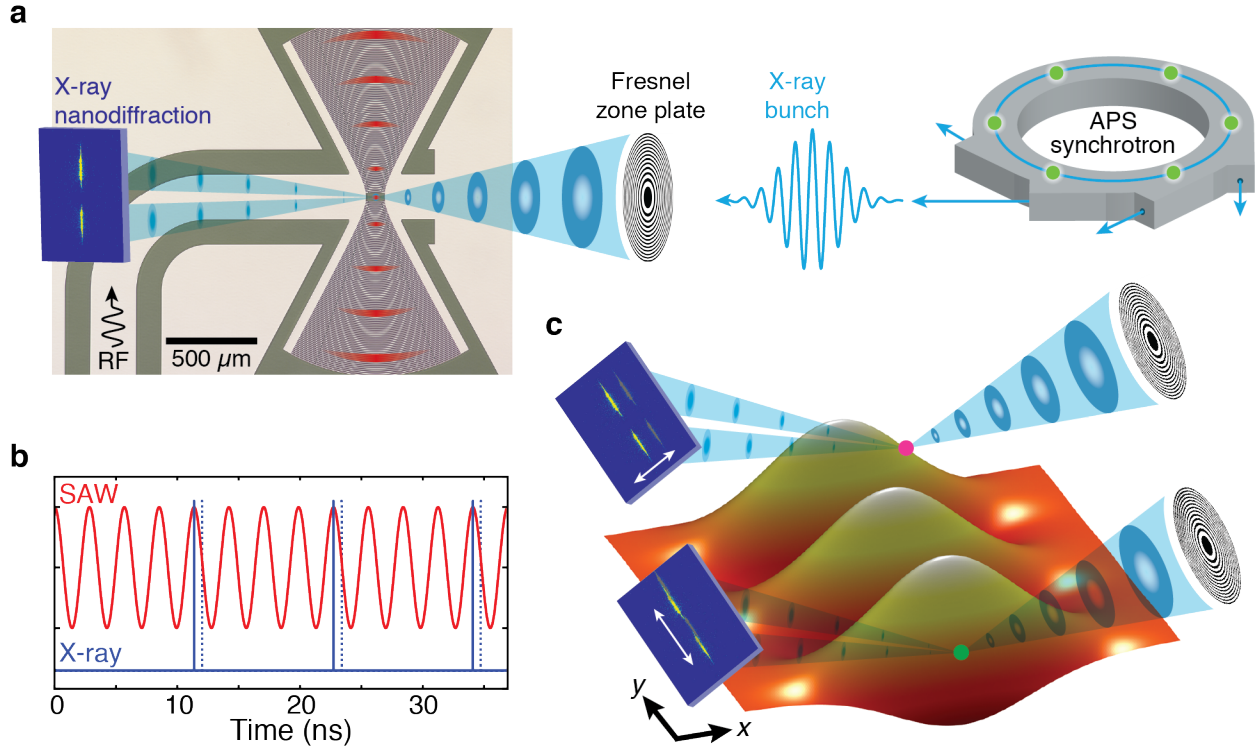 a
X-ray
nanodiffraction
RF
500 μm
Fresnel
zone plate
X-ray
bunch
APS
synchrotron
b
SAW
X-ray
0 10 20 30
Time (ns)
c
y
x